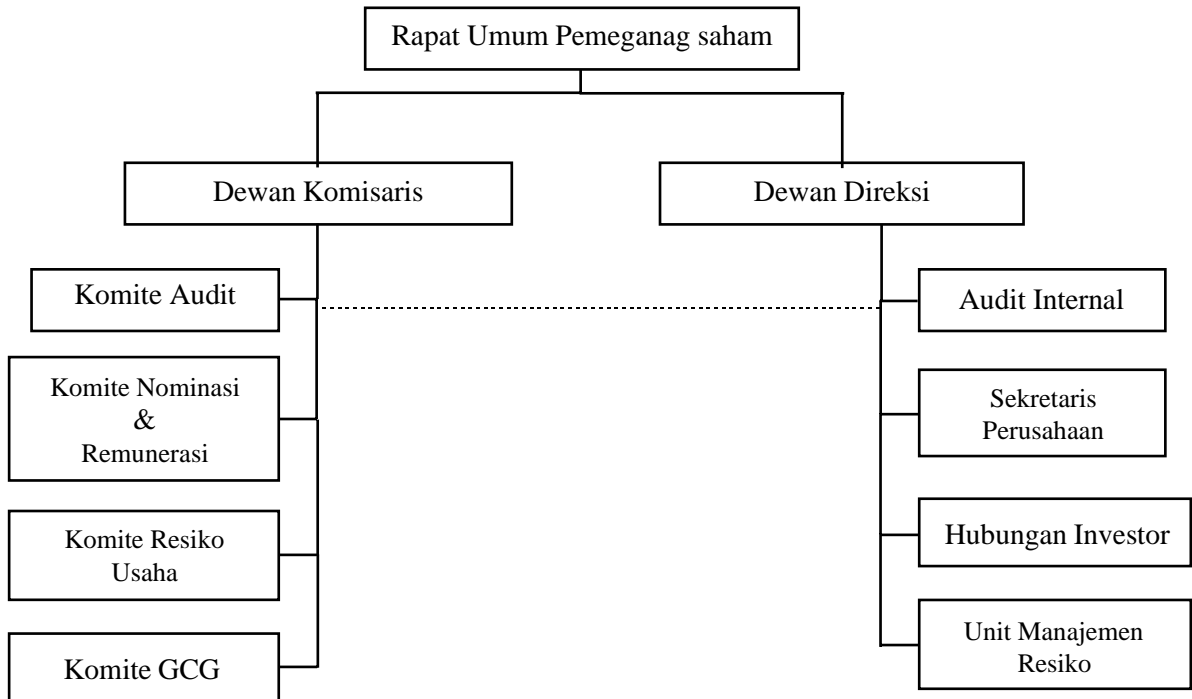 Rapat Umum Pemeganag saham
Dewan Komisaris
Dewan Direksi
Komite Audit
Audit Internal
Komite Nominasi
&
Remunerasi
Sekretaris
Perusahaan
Komite Resiko
Usaha
Hubungan Investor
Komite GCG
Unit Manajemen
Resiko